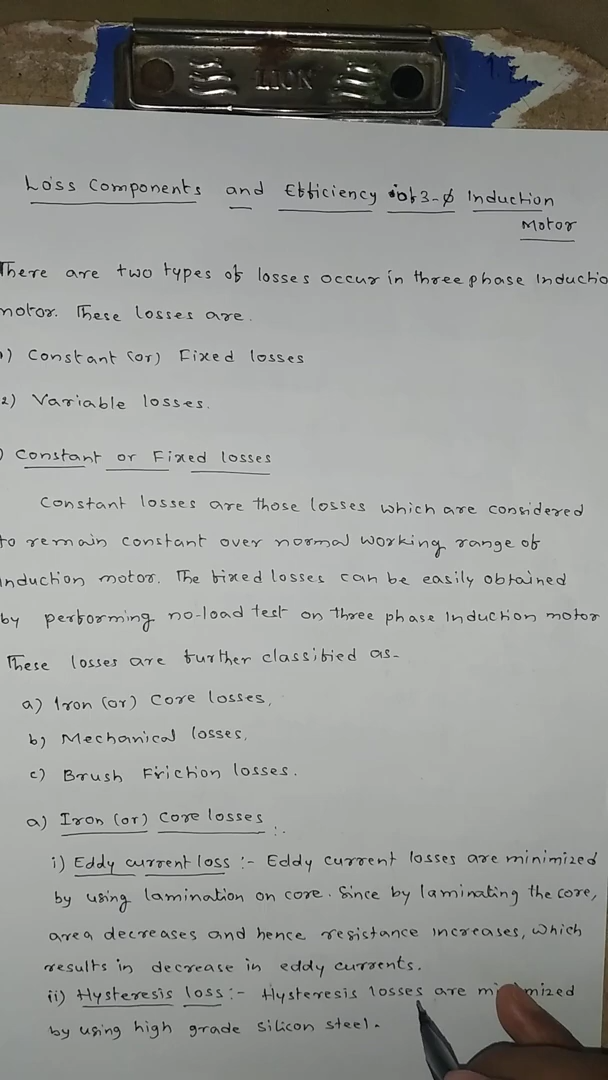 LION
Loss Components and Efficiency of 3-ϕ Induction
Motor
There are two types of losses occur in three phase Inductio
motor. These losses are.
1) Constant (or) Fixed losses
2) Variable losses.
) Constant or Fixed losses
Constant losses are those losses which are considered
to remain constant over normal working range of
induction motor. The fixed losses can be easily obtained
by performing no-load test on three phase Induction motor
These losses are further classified as-
a) Iron (or) Core losses,
b) Mechanical losses,
c) Brush Friction losses.
a) Iron (or) Core losses :.
i) Eddy current loss :- Eddy current losses are minimized
by using lamination on core. Since by laminating the core,
area decreases and hence resistance increases, which
results in decrease in eddy currents.
ii) Hysteresis loss:- Hysteresis losses are minimized
by using high grade silicon steel.